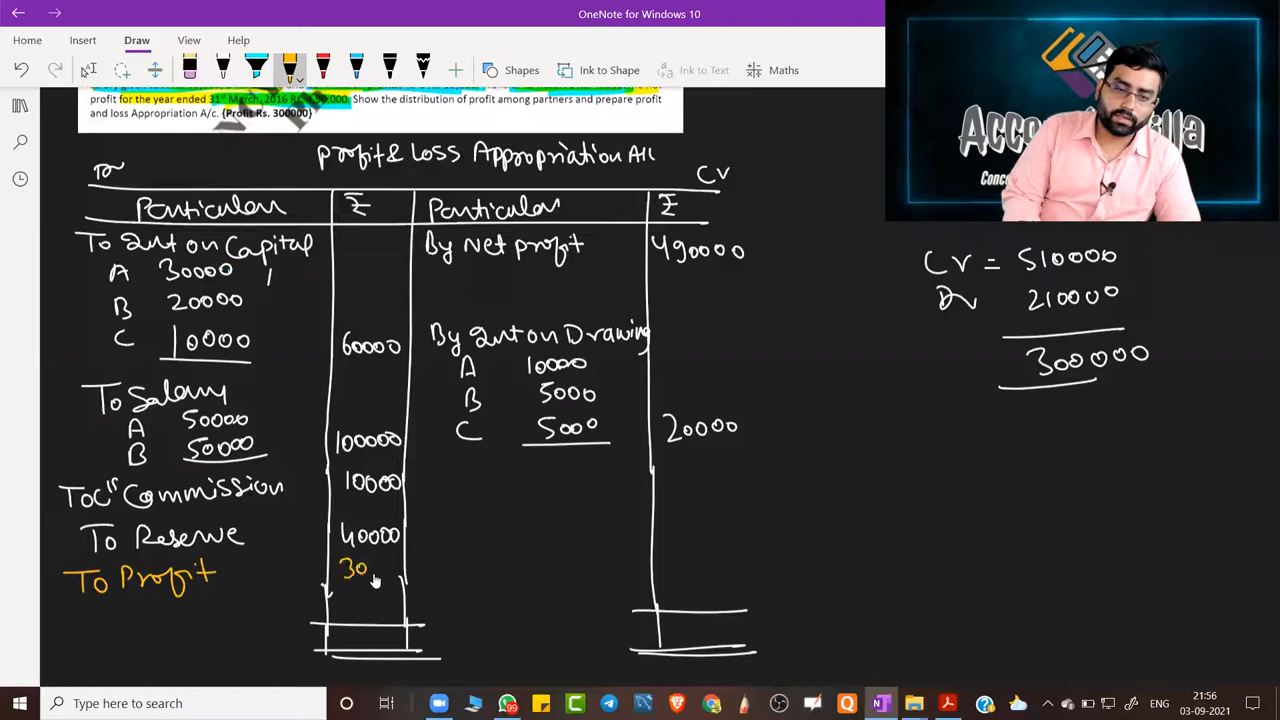 OneNote for Windows 10
Home Insert Draw View Help
Shapes Ink to Shape Ink to Text Maths
profit for the year ended 31st March, 2016 Rs. 4,90,000. Show the distribution of profit among partners and prepare profit
and loss Appropriation A/c. {Profit Rs. 300000}
Profit & Loss Appropriation A/c
Dr Cr
Particular ₹ Particular ₹
To Int on Capital By Net profit 490000
A 30000
B 20000
C 10000 60000
By Int on Drawing
A 10000
B 5000
C 5000 20000
To Salary
A 50000
B 50000 100000
To C's Commission 10000
To Reserve 40000
To Profit 30
Cr = 510000
Dr 210000
300000
Type here to search
99
ENG
21:56
03-09-2021